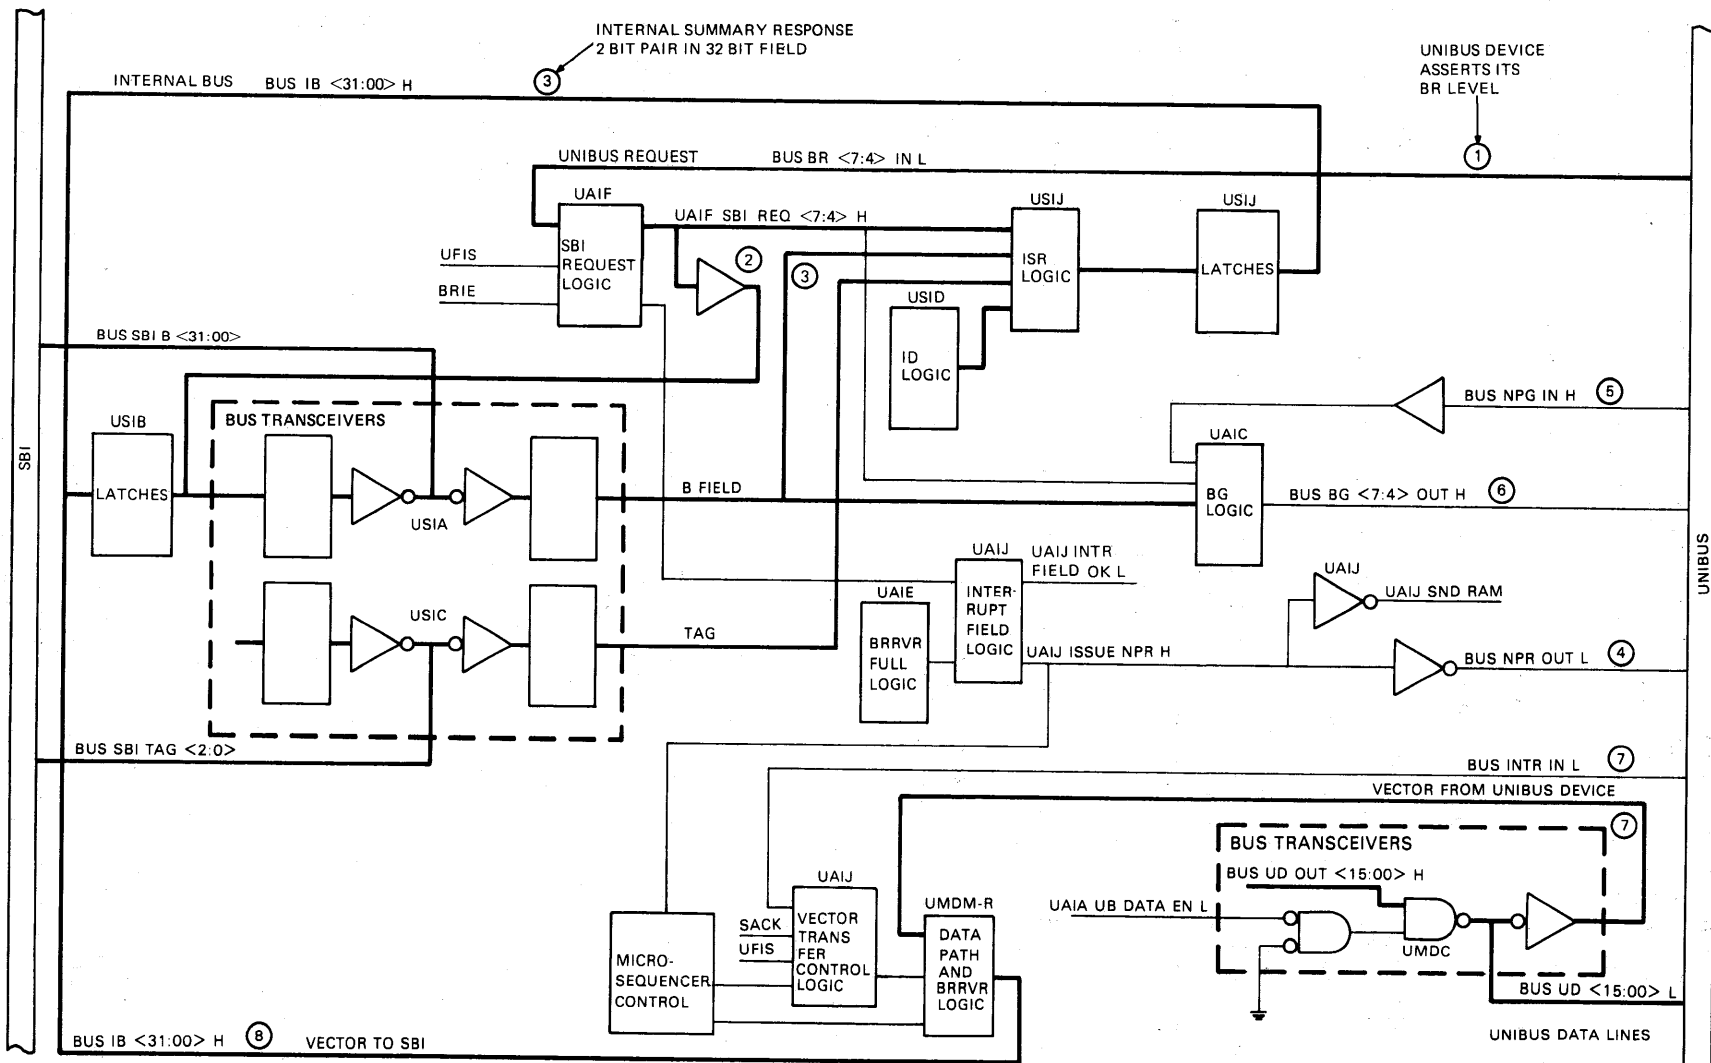 INTERNAL SUMMARY RESPONSE
2 BIT PAIR IN 32 BIT FIELD
UNIBUS DEVICE
ASSERTS ITS
BR LEVEL
INTERNAL BUS BUS IB <31:00> H
3
1
UNIBUS REQUEST BUS BR <7:4> IN L
UAIF
SBI
REQUEST
LOGIC
UFIS
BRIE
UAIF SBI REQ <7:4> H
2
3
USIJ
ISR
LOGIC
USIJ
LATCHES
USID
ID
LOGIC
BUS SBI B <31:00>
SBI
USIB
LATCHES
BUS TRANSCEIVERS
USIA
B FIELD
BUS NPG IN H
5
UAIC
BG
LOGIC
BUS BG <7:4> OUT H
6
UNIBUS
UAIJ
INTER-
RUPT
FIELD
LOGIC
UAIJ INTR
FIELD OK L
UAIJ
UAIJ SND RAM
UAIE
BRRVR
FULL
LOGIC
UAIJ ISSUE NPR H
BUS NPR OUT L
4
USIC
TAG
BUS SBI TAG <2:0>
BUS INTR IN L
7
VECTOR FROM UNIBUS DEVICE
7
BUS TRANSCEIVERS
BUS UD OUT <15:00> H
UAIA UB DATA EN L
UMDC
BUS UD <15:00> L
UNIBUS DATA LINES
UAIJ
SACK
UFIS
VECTOR
TRANS
FER
CONTROL
LOGIC
UMDM-R
DATA
PATH
AND
BRRVR
LOGIC
MICRO-
SEQUENCER
CONTROL
BUS IB <31:00> H 8 VECTOR TO SBI